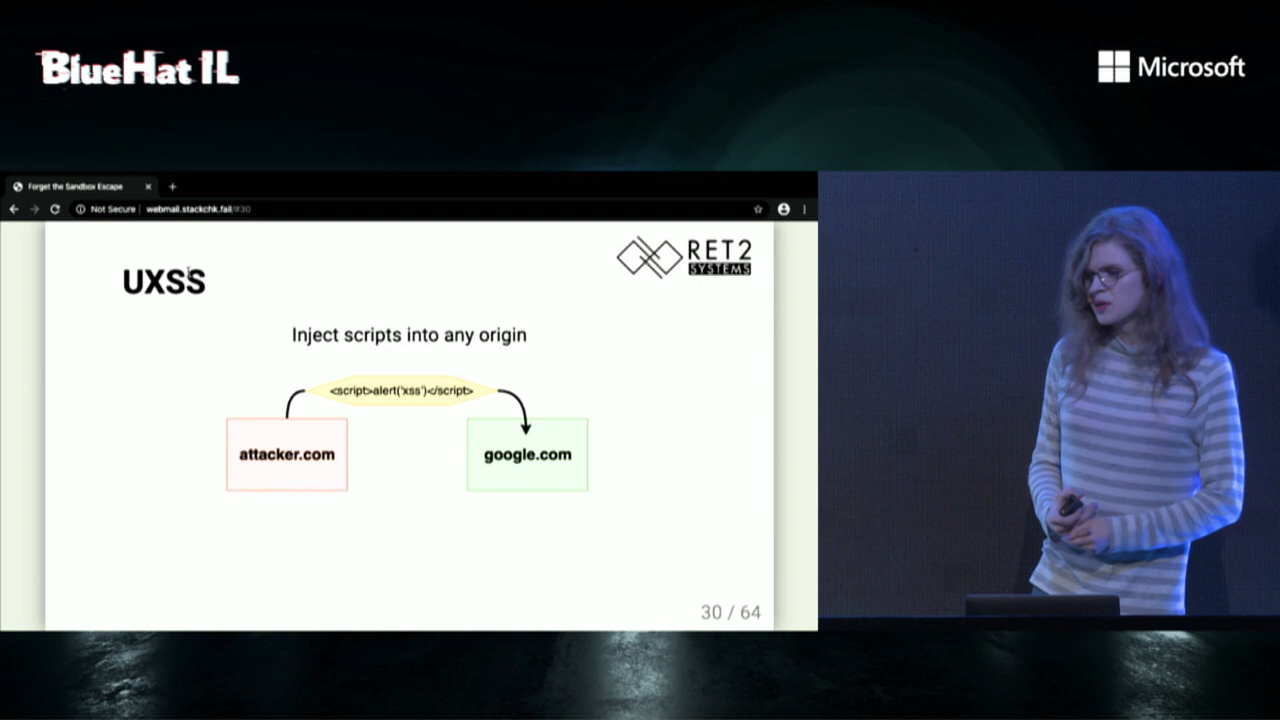 BlueHat IL
Microsoft
Forget the Sandbox Escape
Not Secure | webmail.stackchk.fail/#30
RET2
SYSTEMS
UXSS
Inject scripts into any origin
<script>alert('xss')</script>
attacker.com
google.com
30 / 64